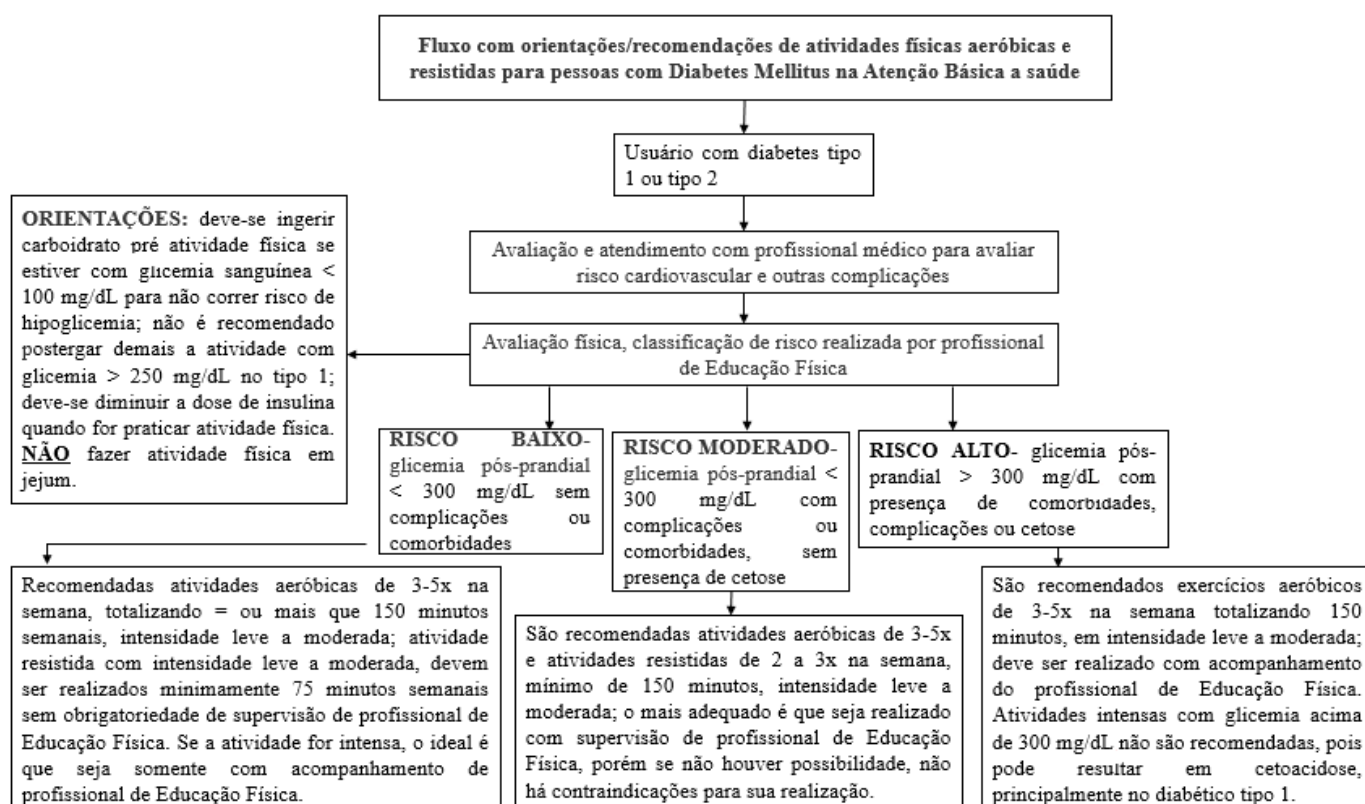 Fluxo com orientações/recomendações de atividades físicas aeróbicas e
resistidas para pessoas com Diabetes Mellitus na Atenção Básica a saúde
Usuário com diabetes tipo
1 ou tipo 2
ORIENTAÇÕES: deve-se ingerir
carboidrato pré atividade física se
estiver com glicemia sanguínea <
100 mg/dL para não correr risco de
hipoglicemia; não é recomendado
postergar demais a atividade com
glicemia > 250 mg/dL no tipo 1;
deve-se diminuir a dose de insulina
quando for praticar atividade física.
NÃO fazer atividade física em
jejum.
Avaliação e atendimento com profissional médico para avaliar
risco cardiovascular e outras complicações
Avaliação física, classificação de risco realizada por profissional
de Educação Física
RISCO BAIXO-
glicemia pós-prandial
< 300 mg/dL sem
complicações ou
comorbidades
RISCO MODERADO-
glicemia pós-prandial <
300 mg/dL com
complicações ou
comorbidades, sem
presença de cetose
RISCO ALTO- glicemia pós-
prandial > 300 mg/dL com
presença de comorbidades,
complicações ou cetose
Recomendadas atividades aeróbicas de 3-5x na
semana, totalizando = ou mais que 150 minutos
semanais, intensidade leve a moderada; atividade
resistida com intensidade leve a moderada, devem
ser realizados minimamente 75 minutos semanais
sem obrigatoriedade de supervisão de profissional de
Educação Física. Se a atividade for intensa, o ideal é
que seja somente com acompanhamento de
profissional de Educação Física.
São recomendadas atividades aeróbicas de 3-5x
e atividades resistidas de 2 a 3x na semana,
mínimo de 150 minutos, intensidade leve a
moderada; o mais adequado é que seja realizado
com supervisão de profissional de Educação
Física, porém se não houver possibilidade, não
há contraindicações para sua realização.
São recomendados exercícios aeróbicos
de 3-5x na semana totalizando 150
minutos, em intensidade leve a moderada;
deve ser realizado com acompanhamento
do profissional de Educação Física.
Atividades intensas com glicemia acima
de 300 mg/dL não são recomendadas, pois
pode resultar em cetoacidose,
principalmente no diabético tipo 1.